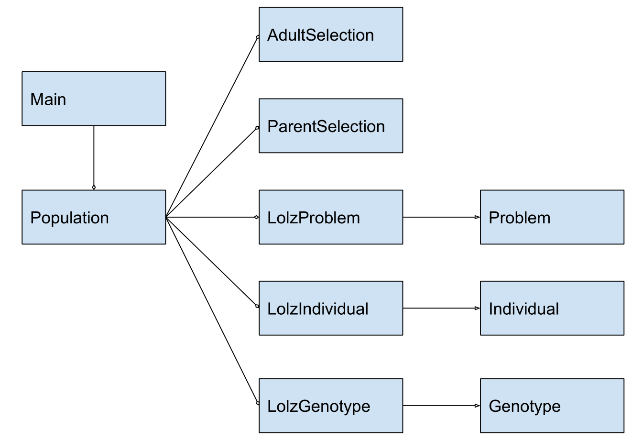 AdultSelection
Main
ParentSelection
Population
LolzProblem
Problem
LolzIndividual
Individual
LolzGenotype
Genotype